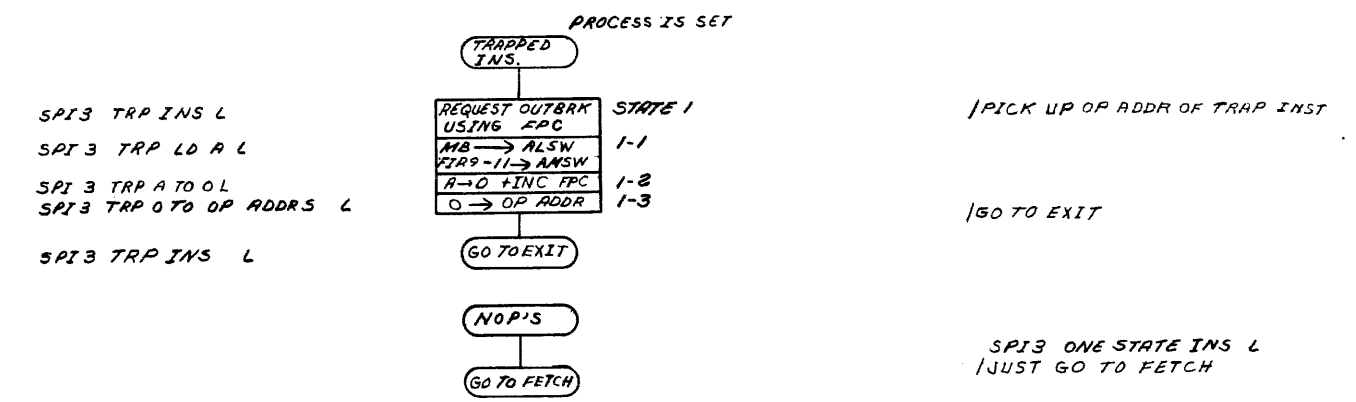 PROCESS IS SET
TRAPPED
INS.
SPI3 TRP INS L
REQUEST OUTBRK
USING FPC
STATE 1
/PICK UP OP ADDR OF TRAP INST
SPI 3 TRP LD A L
MB → ALSW
FIR9-11 → AMSW
1-1
SPI 3 TRP A TO O L
A→O +INC FPC
1-2
SPI 3 TRP O TO OP ADDRS L
O → OP ADDR
1-3
/GO TO EXIT
SPI 3 TRP INS L
GO TO EXIT
NOP'S
SPI3 ONE STATE INS L
/JUST GO TO FETCH
GO TO FETCH